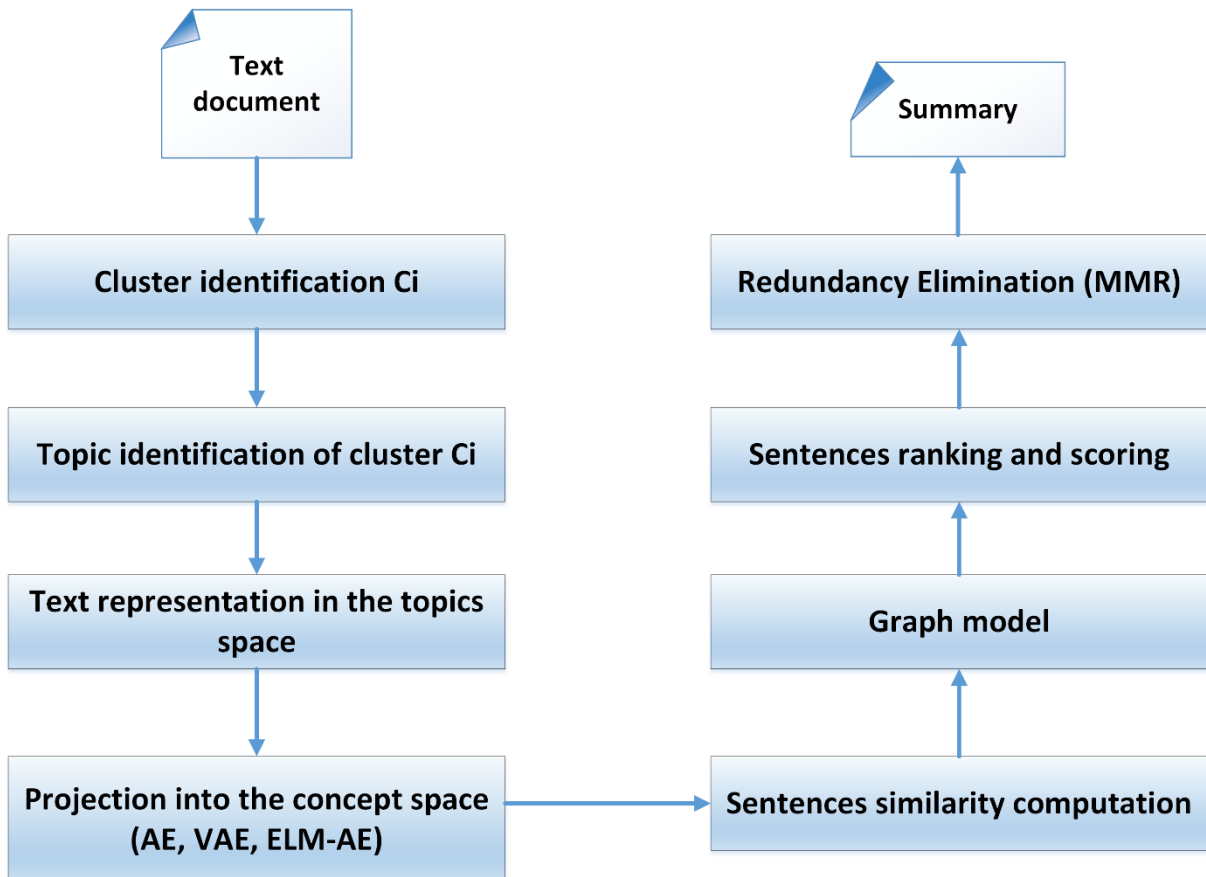 Text
document
Cluster identification Ci
Topic identification of cluster Ci
Text representation in the topics
space
Projection into the concept space
(AE, VAE, ELM-AE)
Sentences similarity computation
Graph model
Sentences ranking and scoring
Redundancy Elimination (MMR)
Summary